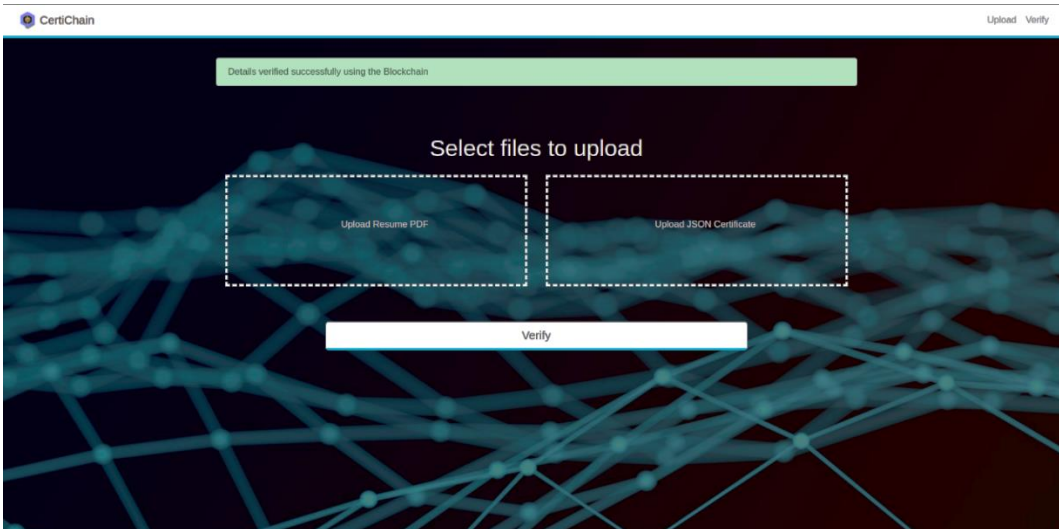 CertiChain
Upload Verify
Details verified successfully using the Blockchain
Select files to upload
Upload Resume PDF
Upload JSON Certificate
Verify